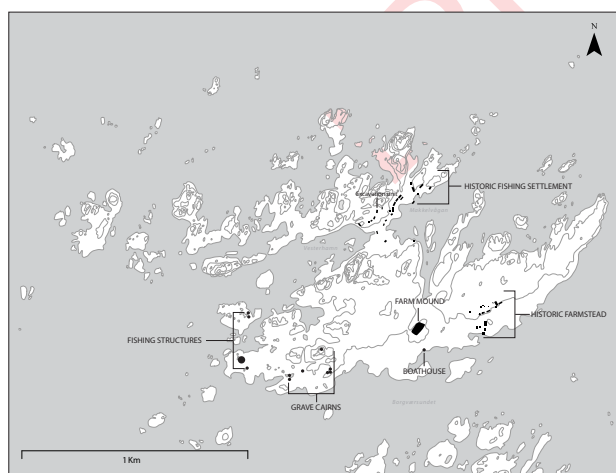 N
HISTORIC FISHING SETTLEMENT
FARM MOUND
HISTORIC FARMSTEAD
FISHING STRUCTURES
BOATHOUSE
GRAVE CAIRNS
1 Km